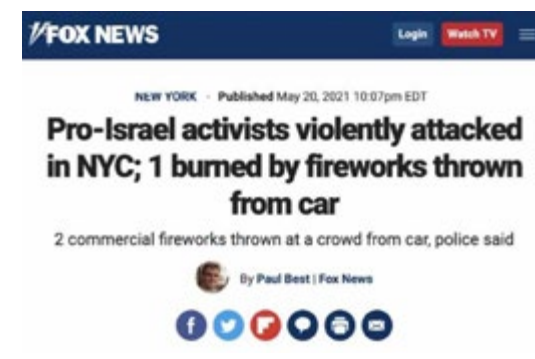 FOX NEWS
Login
Watch TV
NEW YORK - Published May 20, 2021 10:07pm EDT
Pro-Israel activists violently attacked
in NYC; 1 burned by fireworks thrown
from car
2 commercial fireworks thrown at a crowd from car, police said
By Paul Best | Fox News